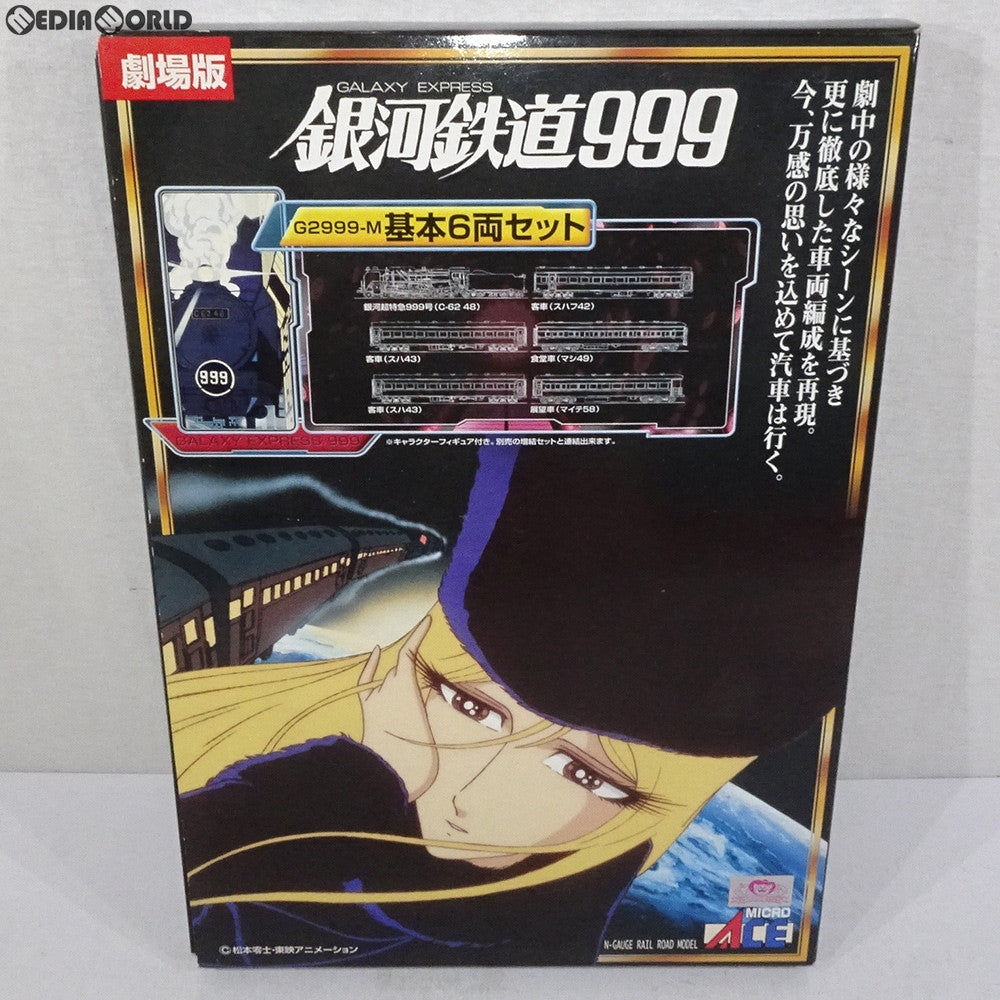 MEDIAWORLD
劇場版
GALAXY EXPRESS
銀河鉄道999
G2999-M 基本6両セット
C62 48
999
GALAXY EXPRESS 999
銀河超特急999号(C-62 48)
客車(スハフ42)
客車(スハ43)
食堂車(マシ49)
客車(スハ43)
展望車(マイテ58)
※キャラクターフィギュア付き。別売の増結セットと連結出来ます。
劇中の様々なシーンに基づき
更に徹底した車両編成を再現。
今、万感の思いを込めて汽車は行く。
©松本零士・東映アニメーション
N-GAUGE RAIL ROAD MODEL
MICRO
ACE